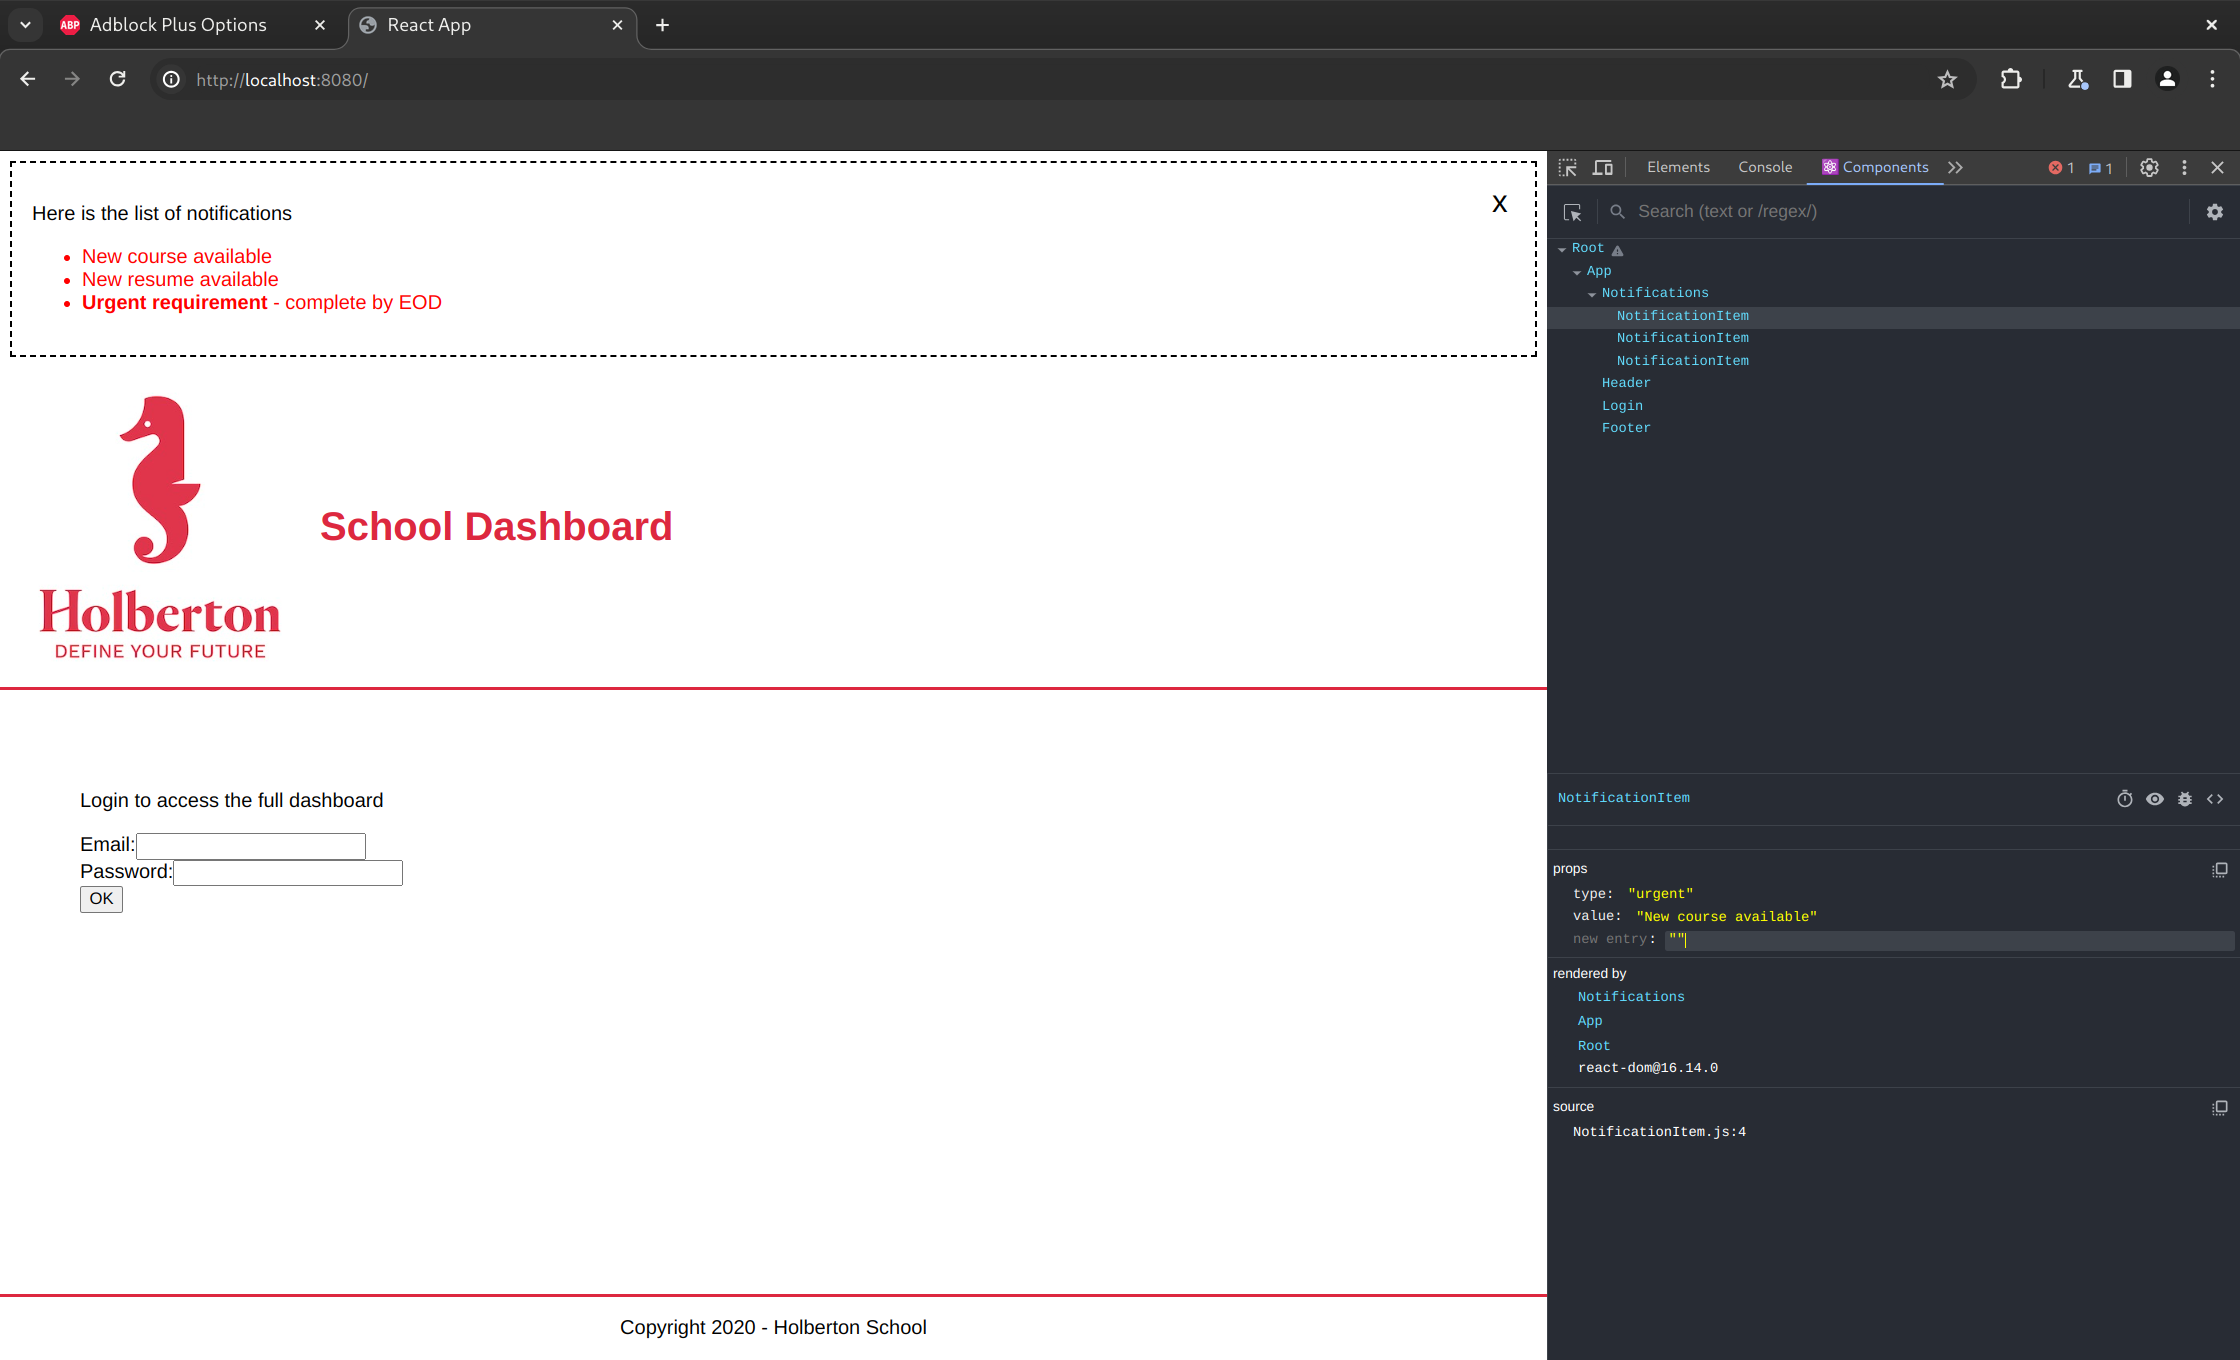 Adblock Plus Options
React App
http://localhost:8080/
Here is the list of notifications
X
New course available
New resume available
Urgent requirement - complete by EOD
School Dashboard
Holberton
DEFINE YOUR FUTURE
Login to access the full dashboard
Email:
Password:
OK
Copyright 2020 - Holberton School
Elements Console Components 1 1
Search (text or /regex/)
Root
App
Notifications
NotificationItem
NotificationItem
NotificationItem
Header
Login
Footer
NotificationItem
props
type: "urgent"
value: "New course available"
new entry: ""
rendered by
Notifications
App
Root
react-dom@16.14.0
source
NotificationItem.js:4
ABP